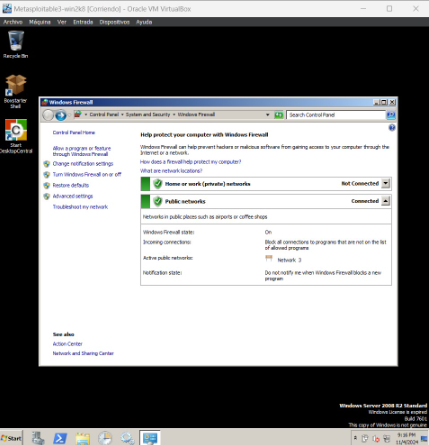 Metasploitable3-win2k8 [Corriendo] - Oracle VM VirtualBox
Archivo Máquina Ver Entrada Dispositivos Ayuda
Recycle Bin
Boxstarter
Shell
Start
DesktopCentral
Windows Firewall
Control Panel
System and Security
Windows Firewall
Search Control Panel
Control Panel Home
Allow a program or feature
through Windows Firewall
Change notification settings
Turn Windows Firewall on or off
Restore defaults
Advanced settings
Troubleshoot my network
Help protect your computer with Windows Firewall
Windows Firewall can help prevent hackers or malicious software from gaining access to your computer through the
Internet or a network.
How does a firewall help protect my computer?
What are network locations?
Home or work (private) networks Not Connected
Public networks Connected
Networks in public places such as airports or coffee shops
Windows Firewall state: On
Incoming connections: Block all connections to programs that are not on the list
of allowed programs
Active public networks: Network 3
Notification state: Do not notify me when Windows Firewall blocks a new
program
See also
Action Center
Network and Sharing Center
Windows Server 2008 R2 Standard
Windows License is expired
Build 7601
This copy of Windows is not genuine
Start
9:16 PM
11/4/2024